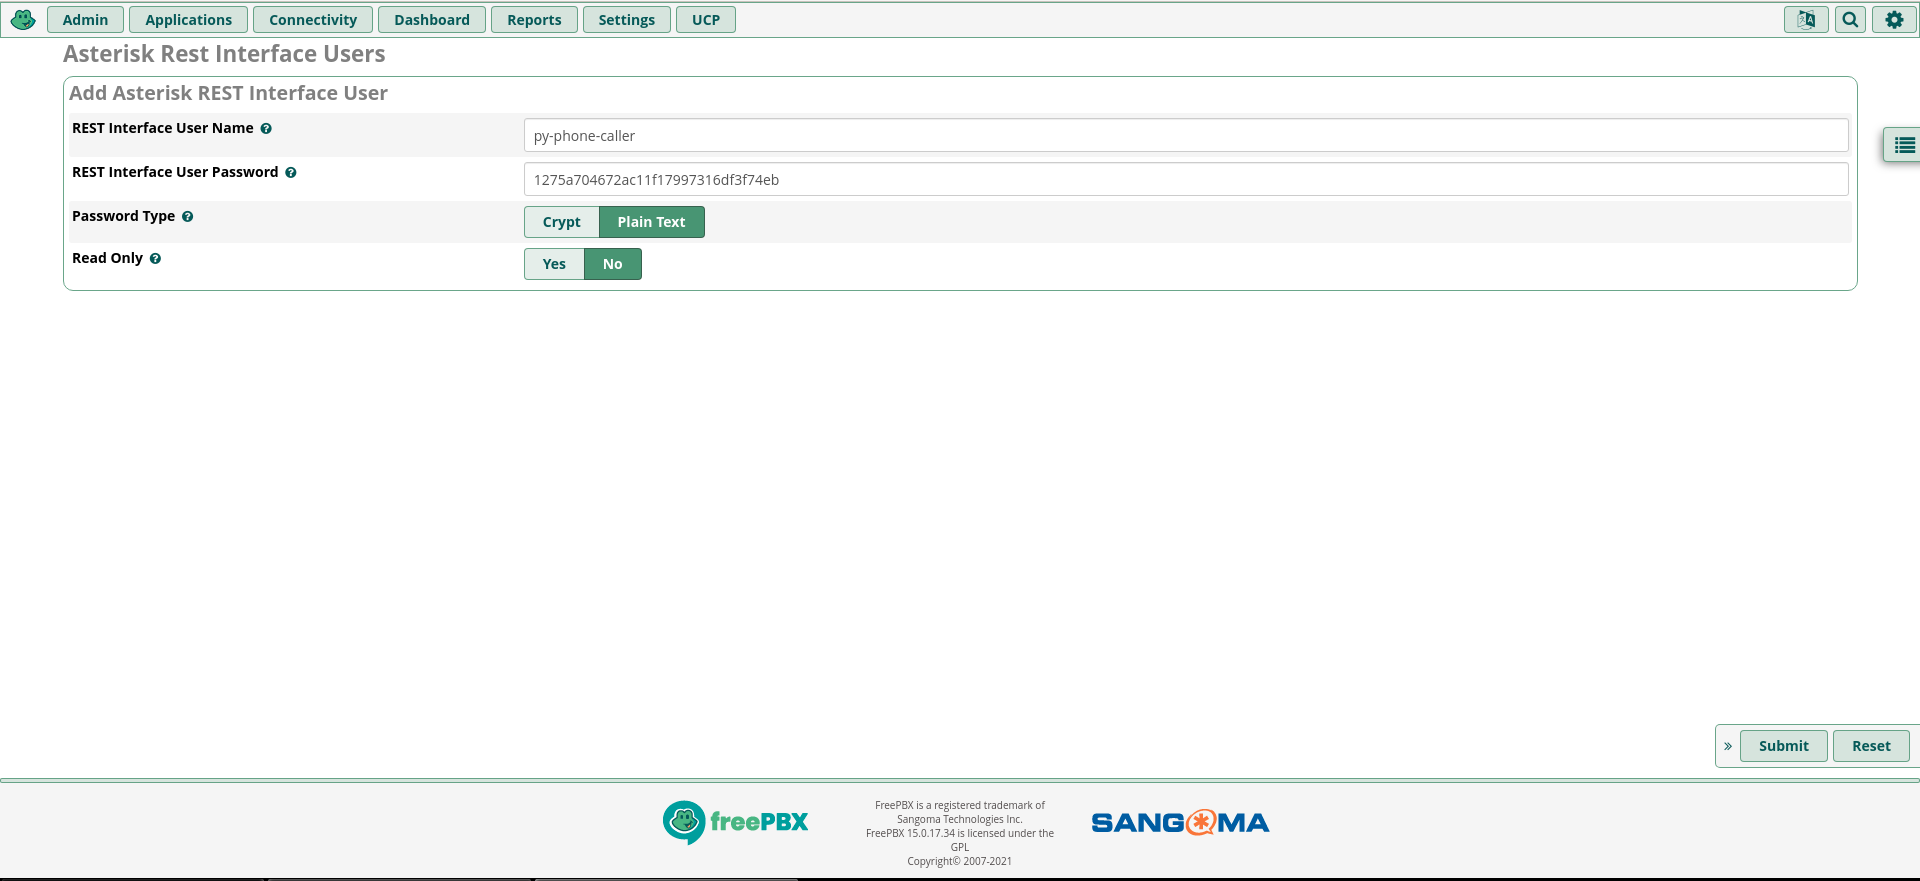 Admin Applications Connectivity Dashboard Reports Settings UCP
Asterisk Rest Interface Users
Add Asterisk REST Interface User
REST Interface User Name
py-phone-caller
REST Interface User Password
1275a704672ac11f17997316df3f74eb
Password Type
Crypt Plain Text
Read Only
Yes No
» Submit Reset
freePBX
FreePBX is a registered trademark of
Sangoma Technologies Inc.
FreePBX 15.0.17.34 is licensed under the
GPL
Copyright© 2007-2021
SANGOMA